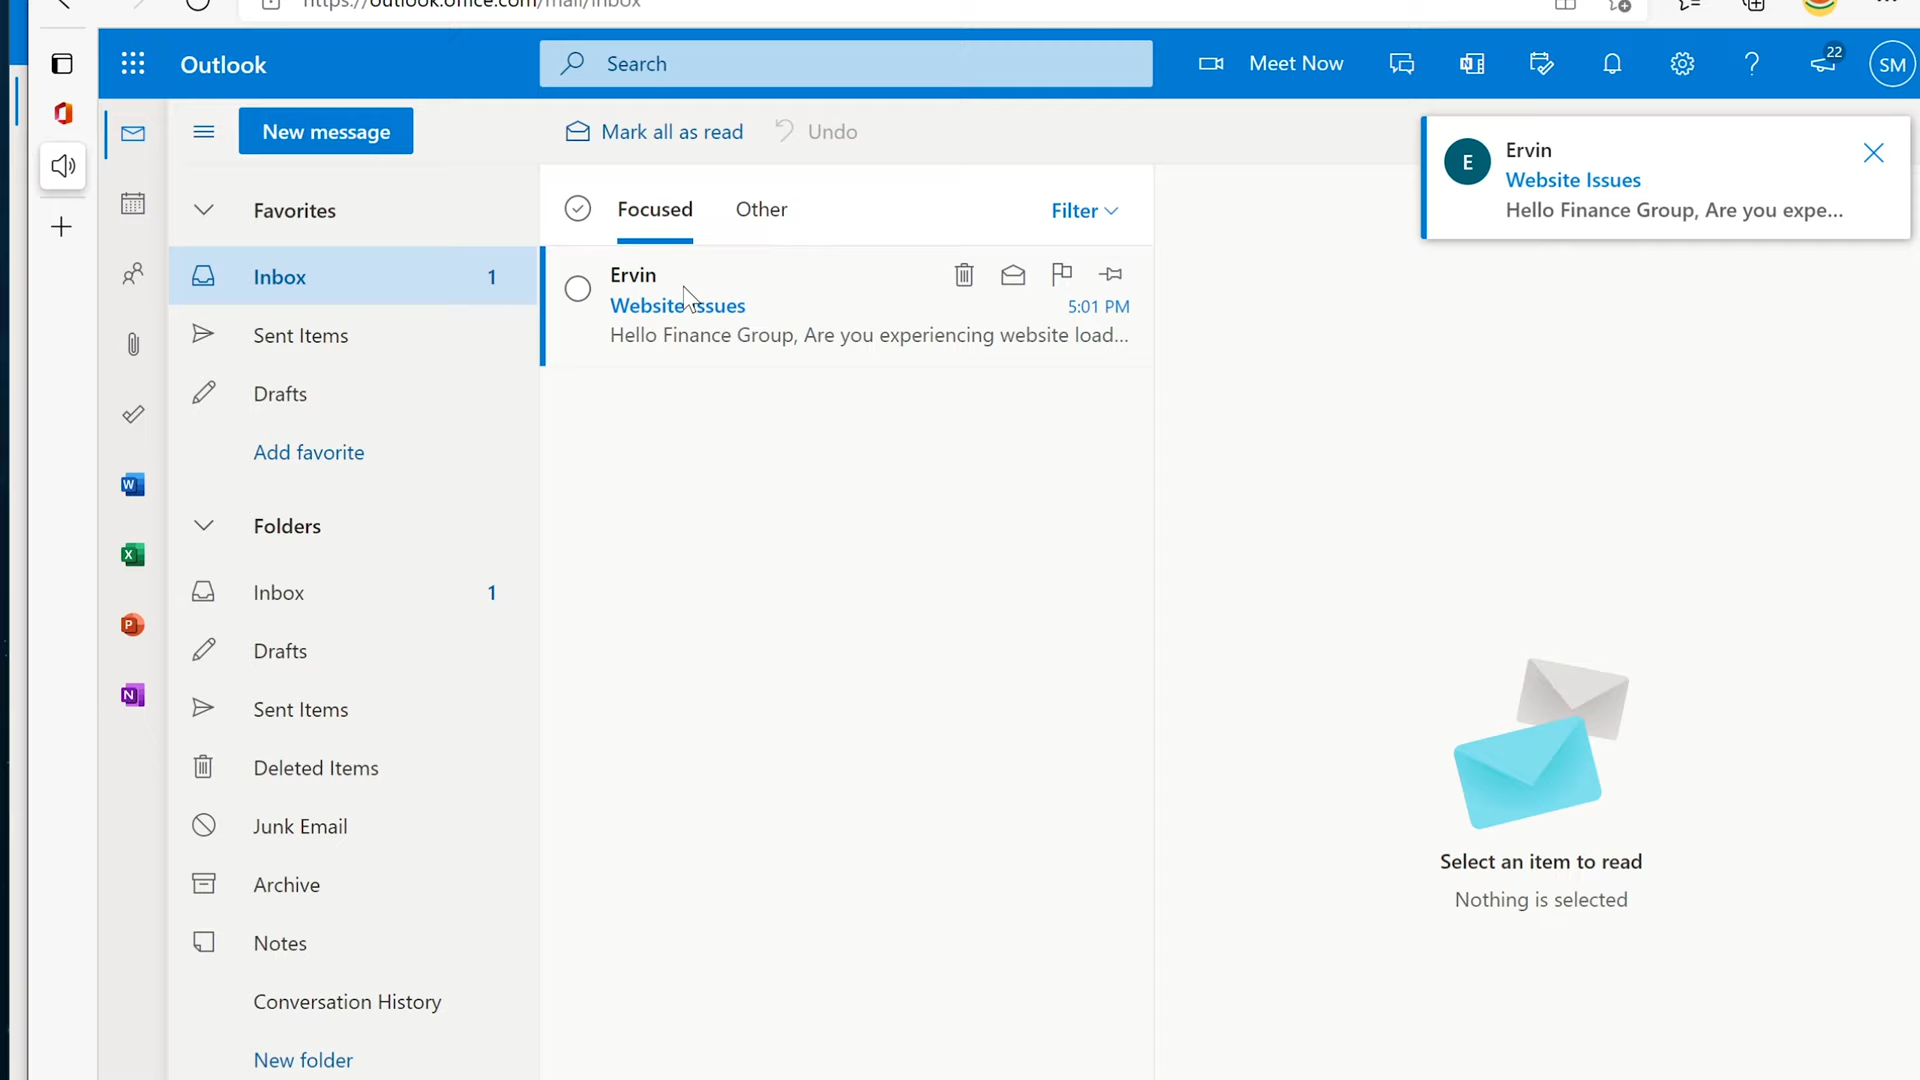 https://outlook.office.com/mail/inbox
Outlook
Search
Meet Now
22
SM
New message
Mark all as read
Undo
Favorites
Inbox 1
Sent Items
Drafts
Add favorite
Folders
Inbox 1
Drafts
Sent Items
Deleted Items
Junk Email
Archive
Notes
Conversation History
New folder
W
X
P
N
Focused
Other
Filter
Ervin
Website Issues
5:01 PM
Hello Finance Group, Are you experiencing website load...
E
Ervin
Website Issues
Hello Finance Group, Are you expe...
Select an item to read
Nothing is selected